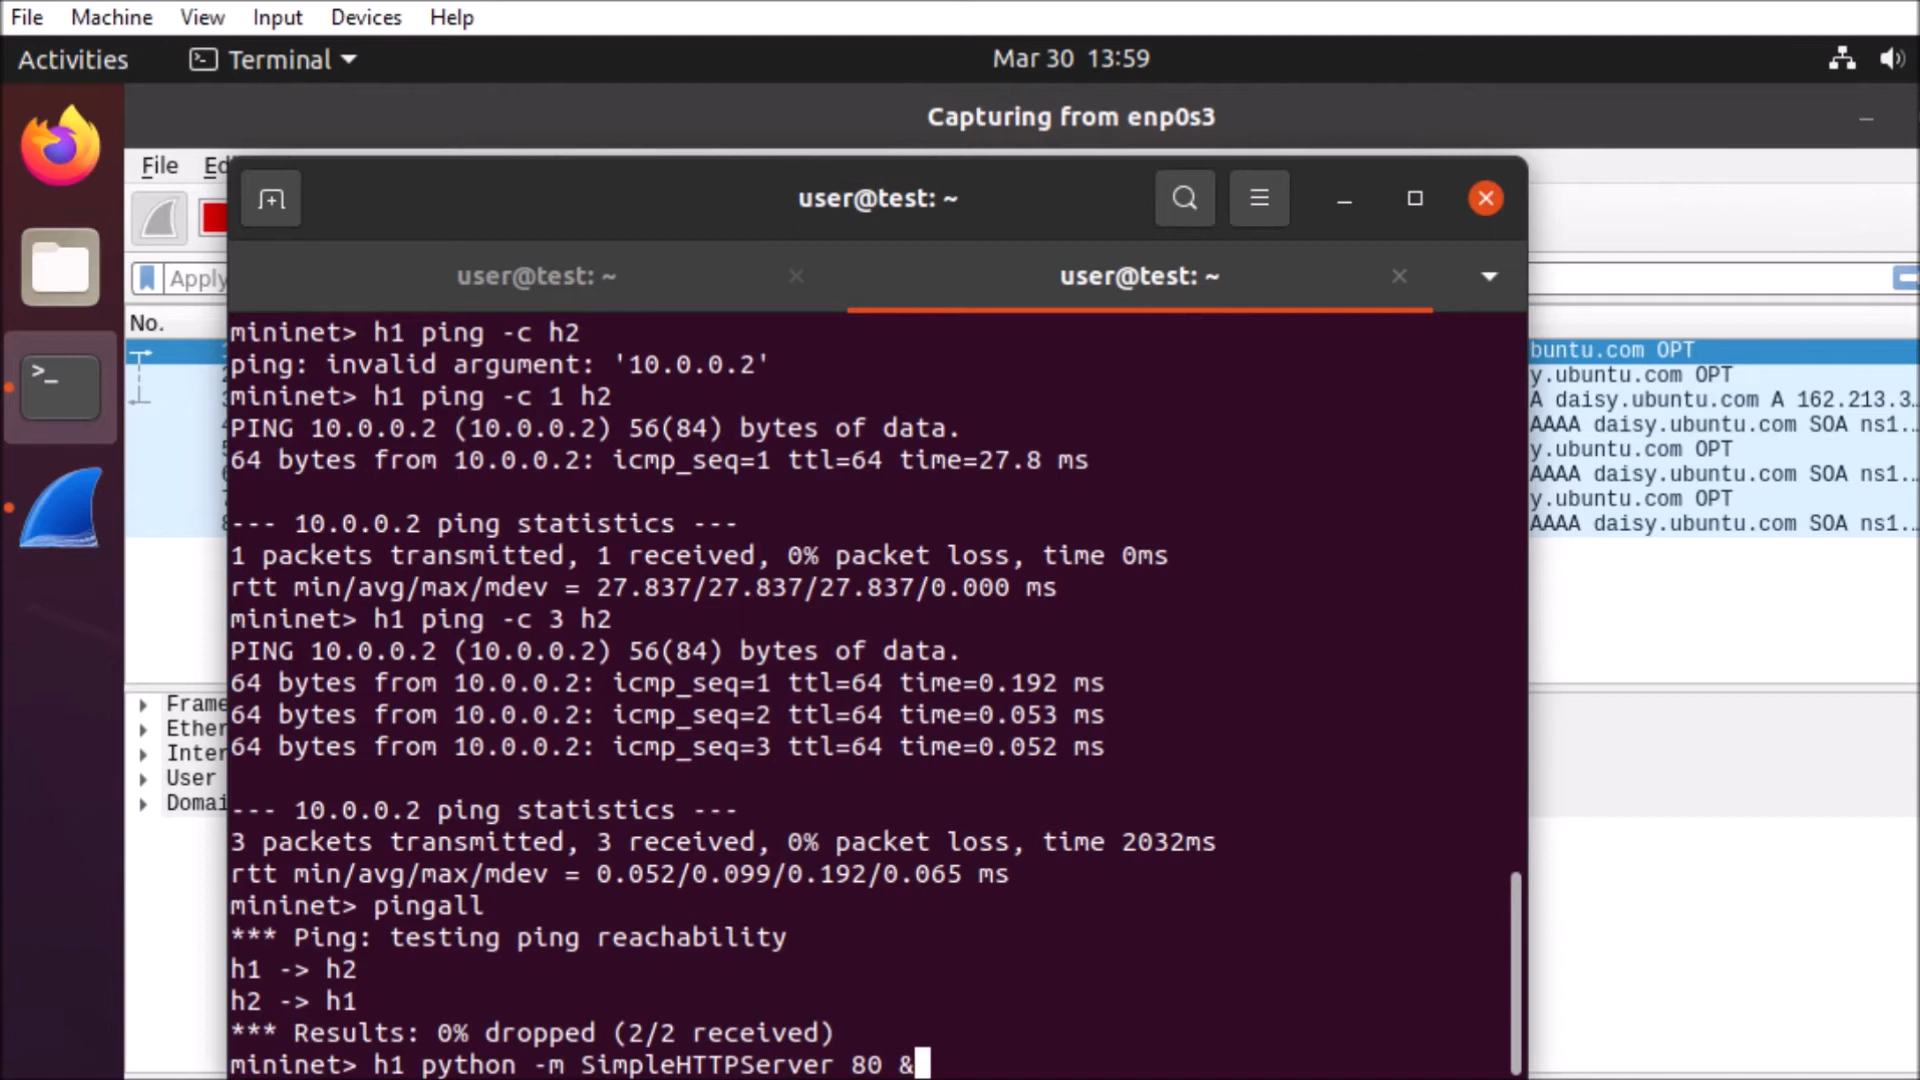 File Machine View Input Devices Help
Activities Terminal Mar 30 13:59
Capturing from enp0s3
File Ed
user@test: ~
Apply
user@test: ~ user@test: ~
No.
mininet> h1 ping -c h2
ping: invalid argument: '10.0.0.2'
mininet> h1 ping -c 1 h2
PING 10.0.0.2 (10.0.0.2) 56(84) bytes of data.
64 bytes from 10.0.0.2: icmp_seq=1 ttl=64 time=27.8 ms
--- 10.0.0.2 ping statistics ---
1 packets transmitted, 1 received, 0% packet loss, time 0ms
rtt min/avg/max/mdev = 27.837/27.837/27.837/0.000 ms
mininet> h1 ping -c 3 h2
PING 10.0.0.2 (10.0.0.2) 56(84) bytes of data.
64 bytes from 10.0.0.2: icmp_seq=1 ttl=64 time=0.192 ms
64 bytes from 10.0.0.2: icmp_seq=2 ttl=64 time=0.053 ms
64 bytes from 10.0.0.2: icmp_seq=3 ttl=64 time=0.052 ms
--- 10.0.0.2 ping statistics ---
3 packets transmitted, 3 received, 0% packet loss, time 2032ms
rtt min/avg/max/mdev = 0.052/0.099/0.192/0.065 ms
mininet> pingall
*** Ping: testing ping reachability
h1 -> h2
h2 -> h1
*** Results: 0% dropped (2/2 received)
mininet> h1 python -m SimpleHTTPServer 80 &
buntu.com OPT
y.ubuntu.com OPT
A daisy.ubuntu.com A 162.213.3…
AAAA daisy.ubuntu.com SOA ns1…
y.ubuntu.com OPT
AAAA daisy.ubuntu.com SOA ns1…
y.ubuntu.com OPT
AAAA daisy.ubuntu.com SOA ns1…
Frame
Ether
Inter
User
Domai